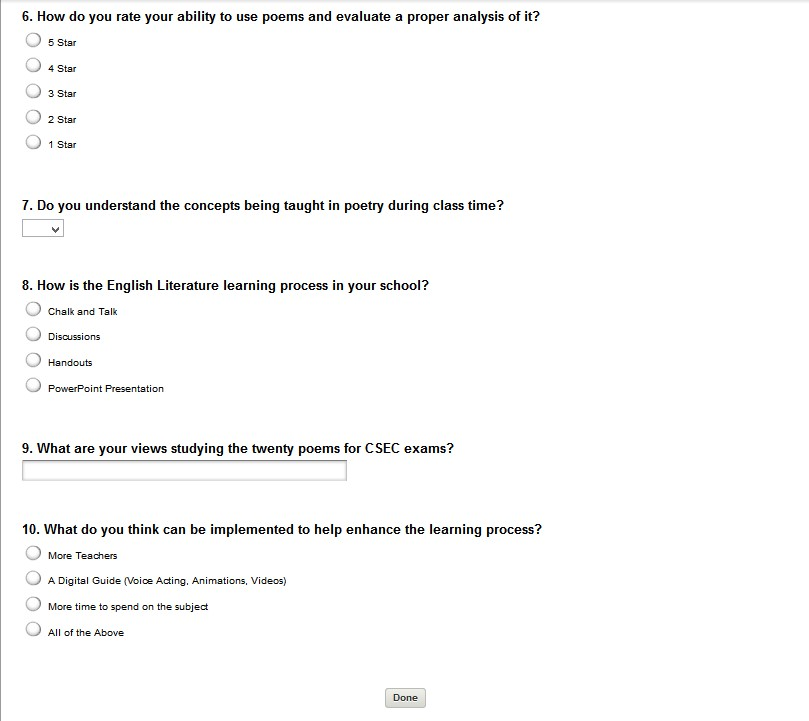 6. How do you rate your ability to use poems and evaluate a proper analysis of it?
5 Star
4 Star
3 Star
2 Star
1 Star
7. Do you understand the concepts being taught in poetry during class time?
8. How is the English Literature learning process in your school?
Chalk and Talk
Discussions
Handouts
PowerPoint Presentation
9. What are your views studying the twenty poems for CSEC exams?
10. What do you think can be implemented to help enhance the learning process?
More Teachers
A Digital Guide (Voice Acting, Animations, Videos)
More time to spend on the subject
All of the Above
Done